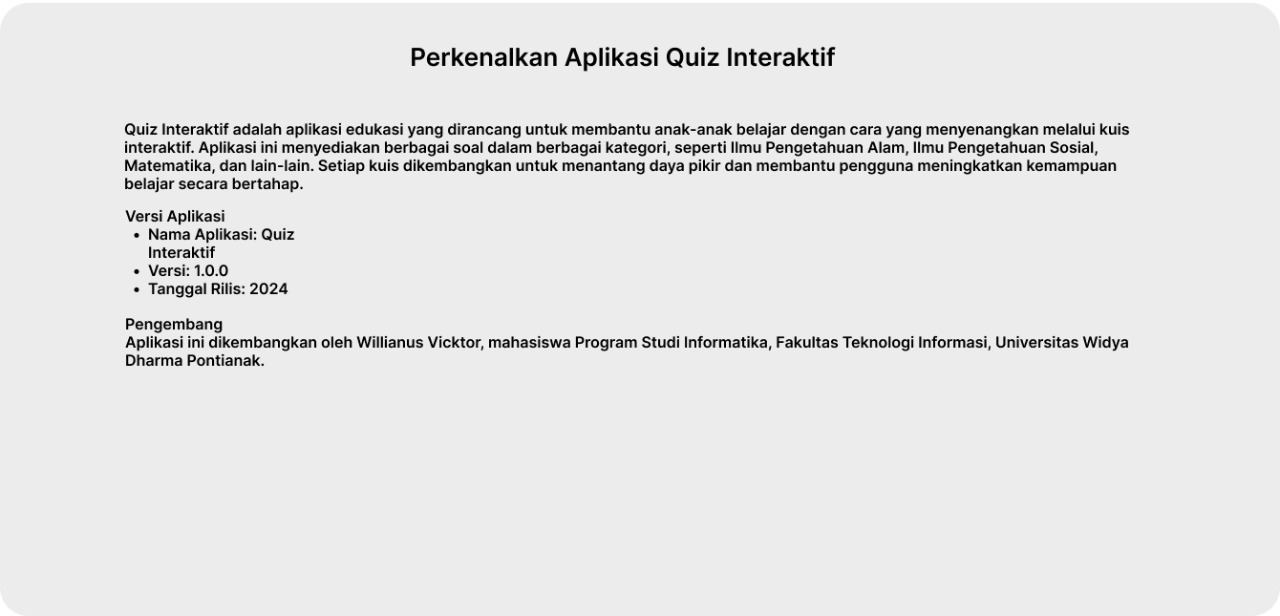 Perkenalkan Aplikasi Quiz Interaktif
Quiz Interaktif adalah aplikasi edukasi yang dirancang untuk membantu anak-anak belajar dengan cara yang menyenangkan melalui kuis
interaktif. Aplikasi ini menyediakan berbagai soal dalam berbagai kategori, seperti Ilmu Pengetahuan Alam, Ilmu Pengetahuan Sosial,
Matematika, dan lain-lain. Setiap kuis dikembangkan untuk menantang daya pikir dan membantu pengguna meningkatkan kemampuan
belajar secara bertahap.
Versi Aplikasi
• Nama Aplikasi: Quiz
Interaktif
• Versi: 1.0.0
• Tanggal Rilis: 2024
Pengembang
Aplikasi ini dikembangkan oleh Willianus Vicktor, mahasiswa Program Studi Informatika, Fakultas Teknologi Informasi, Universitas Widya
Dharma Pontianak.